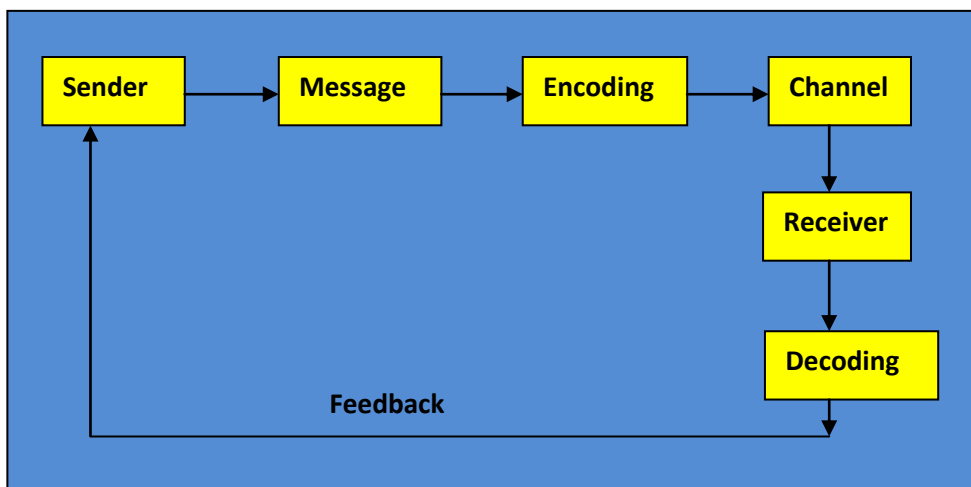 Sender
Message
Encoding
Channel
Receiver
Decoding
Feedback